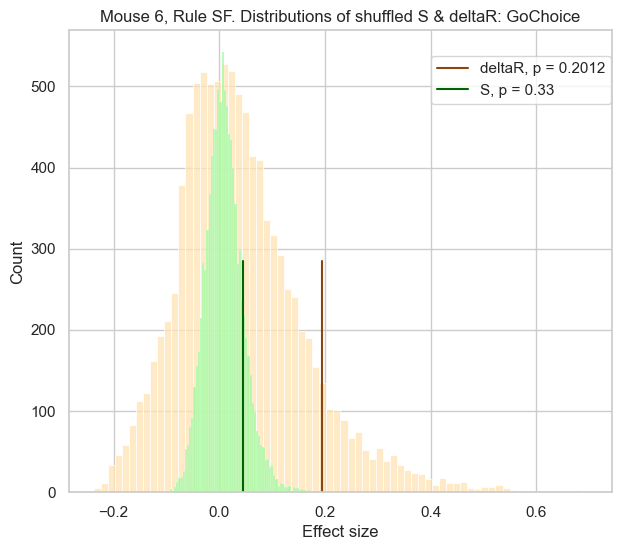 Mouse 6, Rule SF. Distributions of shuffled S & deltaR: GoChoice
deltaR, p = 0.2012
S, p = 0.33
Count
500
400
300
200
100
0
−0.2
0.0
0.2
0.4
0.6
Effect size